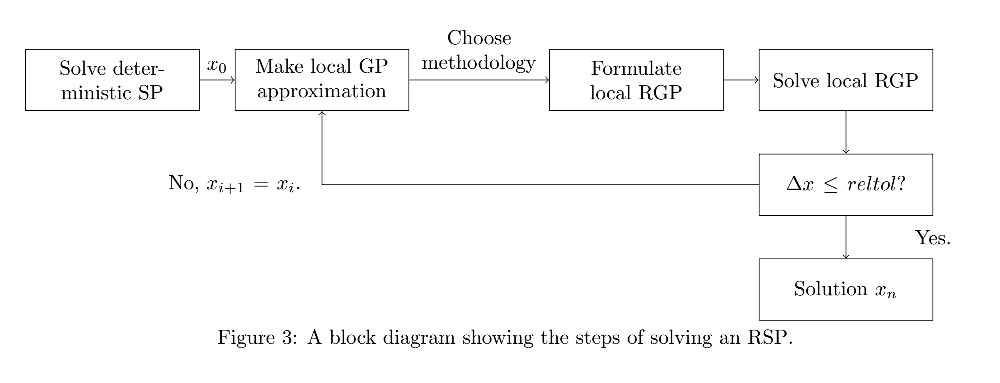 Solve deter-
ministic SP
x₀
Make local GP
approximation
Choose
methodology
Formulate
local RGP
Solve local RGP
No, xᵢ₊₁ = xᵢ.
Δx ≤ reltol?
Yes.
Solution xₙ
Figure 3: A block diagram showing the steps of solving an RSP.